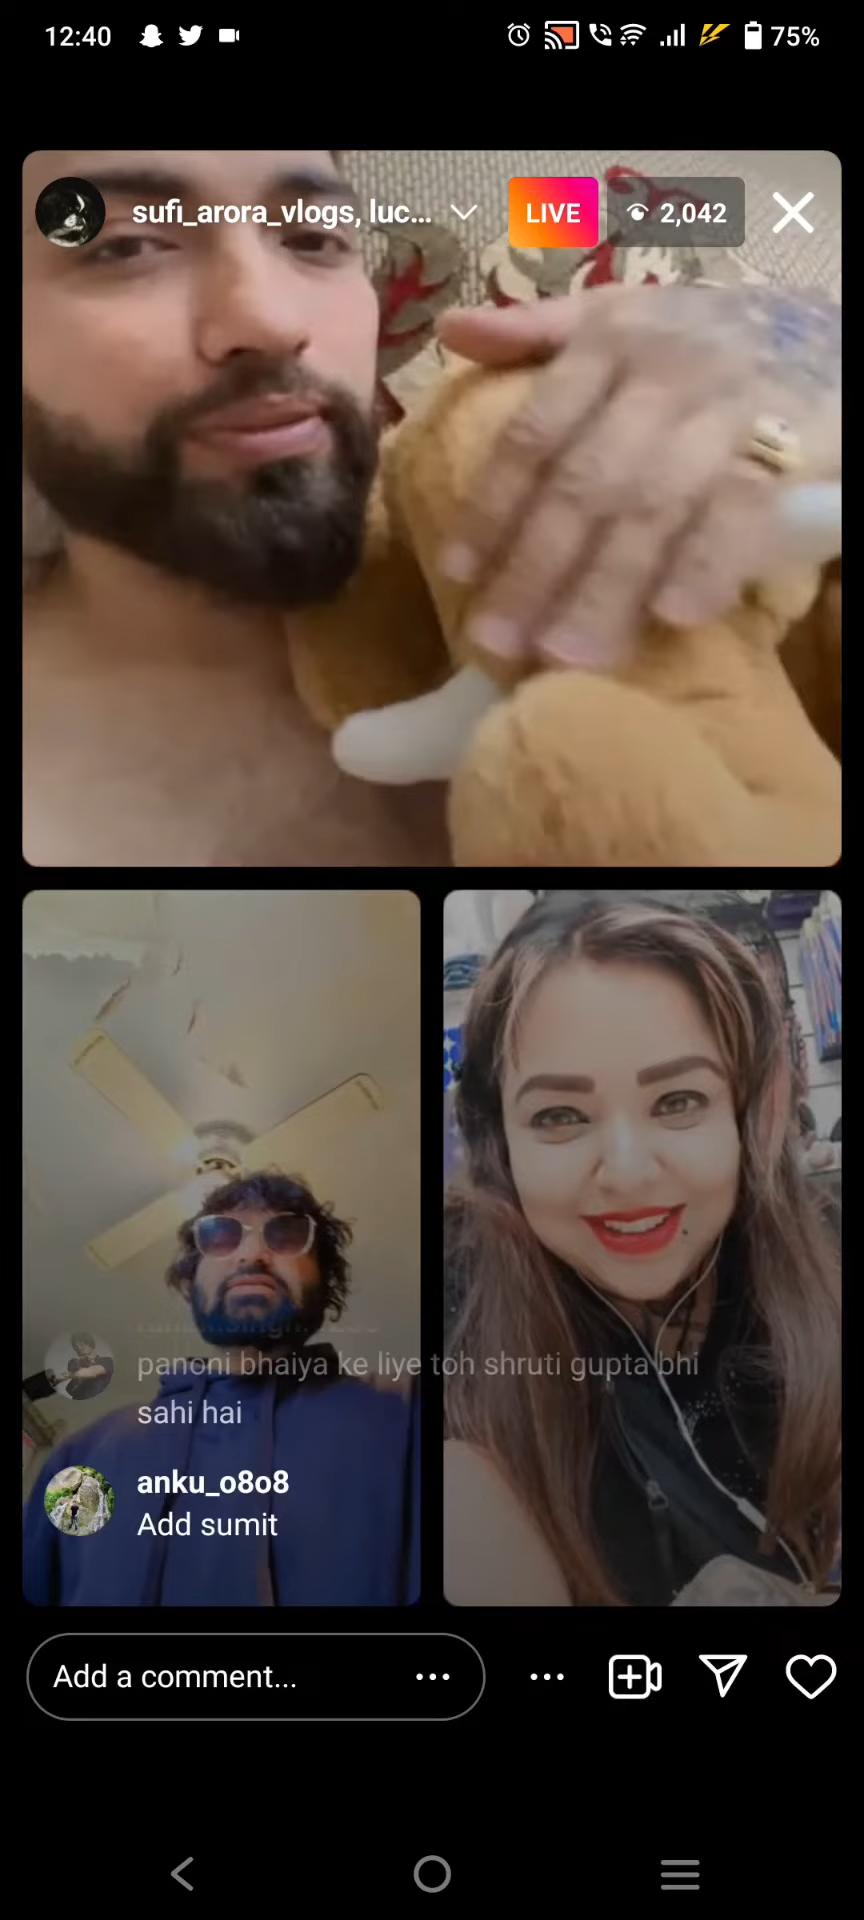 12:40
75%
sufi_arora_vlogs, luc...
LIVE
2,042
panoni bhaiya ke liye toh shruti gupta bhi
sahi hai
anku_o8o8
Add sumit
Add a comment...